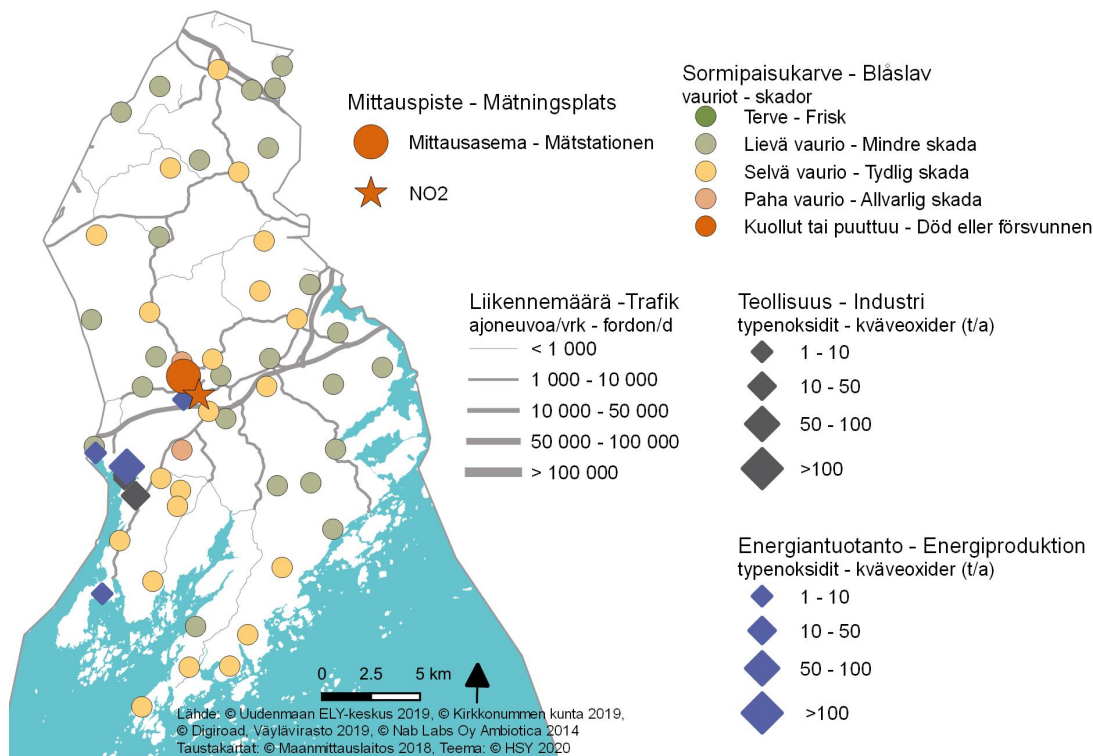 Mittauspiste - Mätningsplats
Mittausasema - Mätstationen
NO2
Sormipaisukarve - Blåslav
vauriot - skador
Terve - Frisk
Lievä vaurio - Mindre skada
Selvä vaurio - Tydlig skada
Paha vaurio - Allvarlig skada
Kuollut tai puuttuu - Död eller försvunnen
Liikennemäärä -Trafik
ajoneuvoa/vrk - fordon/d
< 1 000
1 000 - 10 000
10 000 - 50 000
50 000 - 100 000
> 100 000
Teollisuus - Industri
typenoksidit - kväveoxider (t/a)
1 - 10
10 - 50
50 - 100
>100
Energiantuotanto - Energiproduktion
typenoksidit - kväveoxider (t/a)
1 - 10
10 - 50
50 - 100
>100
0 2.5 5 km
Lähde: © Uudenmaan ELY-keskus 2019, © Kirkkonummen kunta 2019,
© Digiroad, Väylävirasto 2019, © Nab Labs Oy Ambiotica 2014
Taustakartat: © Maanmittauslaitos 2018, Teema: © HSY 2020